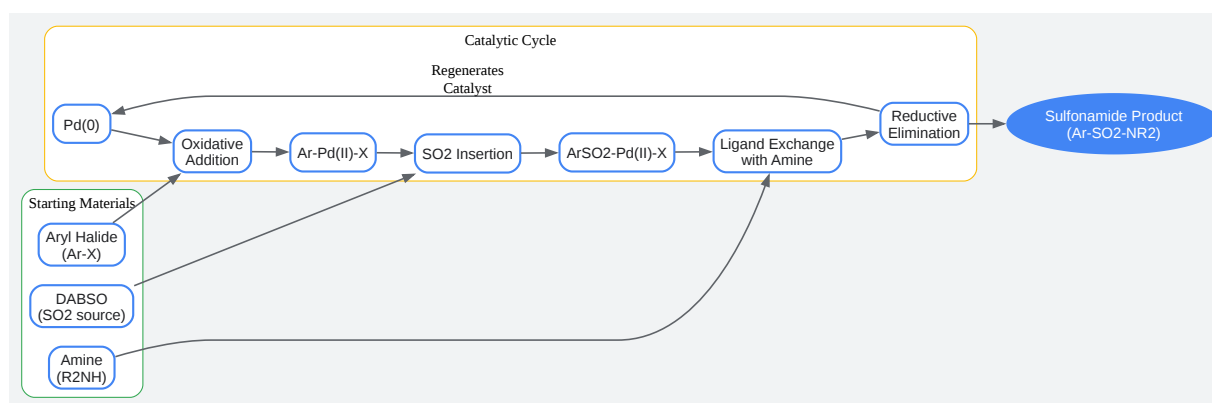 Catalytic Cycle
Regenerates
Catalyst
Pd(0)
Oxidative
Addition
Ar-Pd(II)-X
SO2 Insertion
ArSO2-Pd(II)-X
Ligand Exchange
with Amine
Reductive
Elimination
Sulfonamide Product
(Ar-SO2-NR2)
Starting Materials
Aryl Halide
(Ar-X)
DABSO
(SO2 source)
Amine
(R2NH)